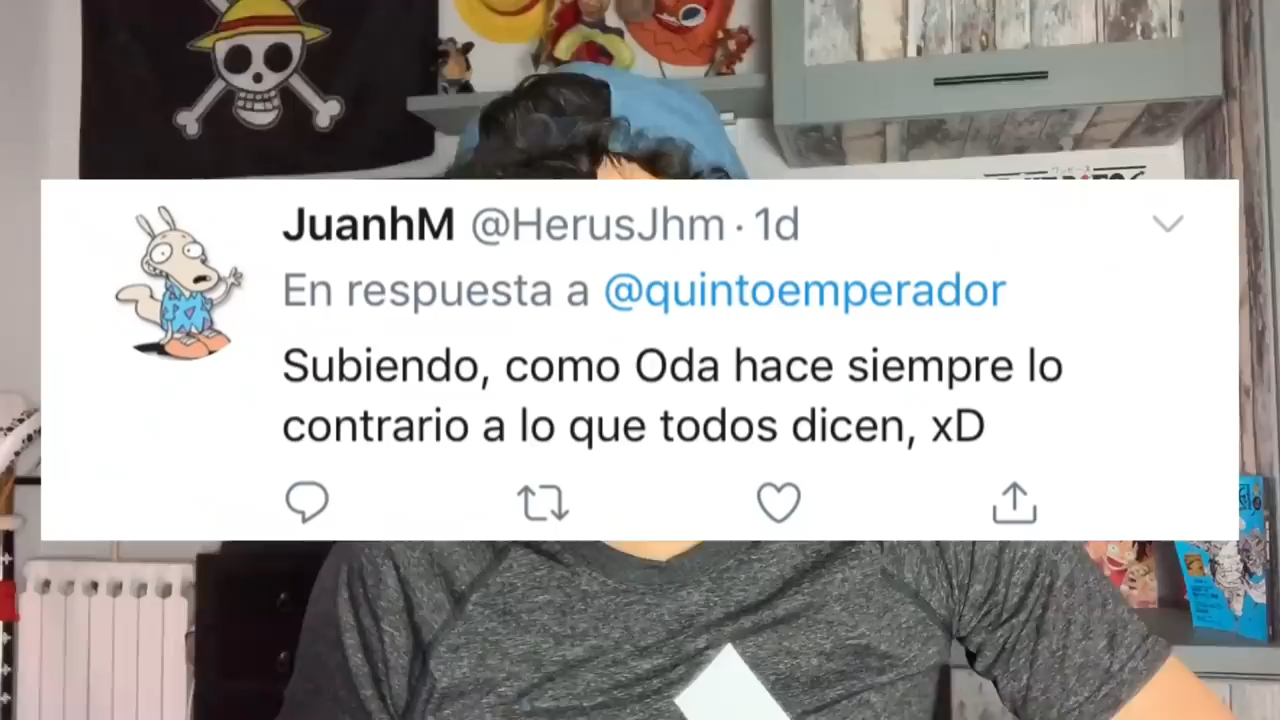 JuanhM @HerusJhm · 1d
En respuesta a @quintoemperador
Subiendo, como Oda hace siempre lo
contrario a lo que todos dicen, xD